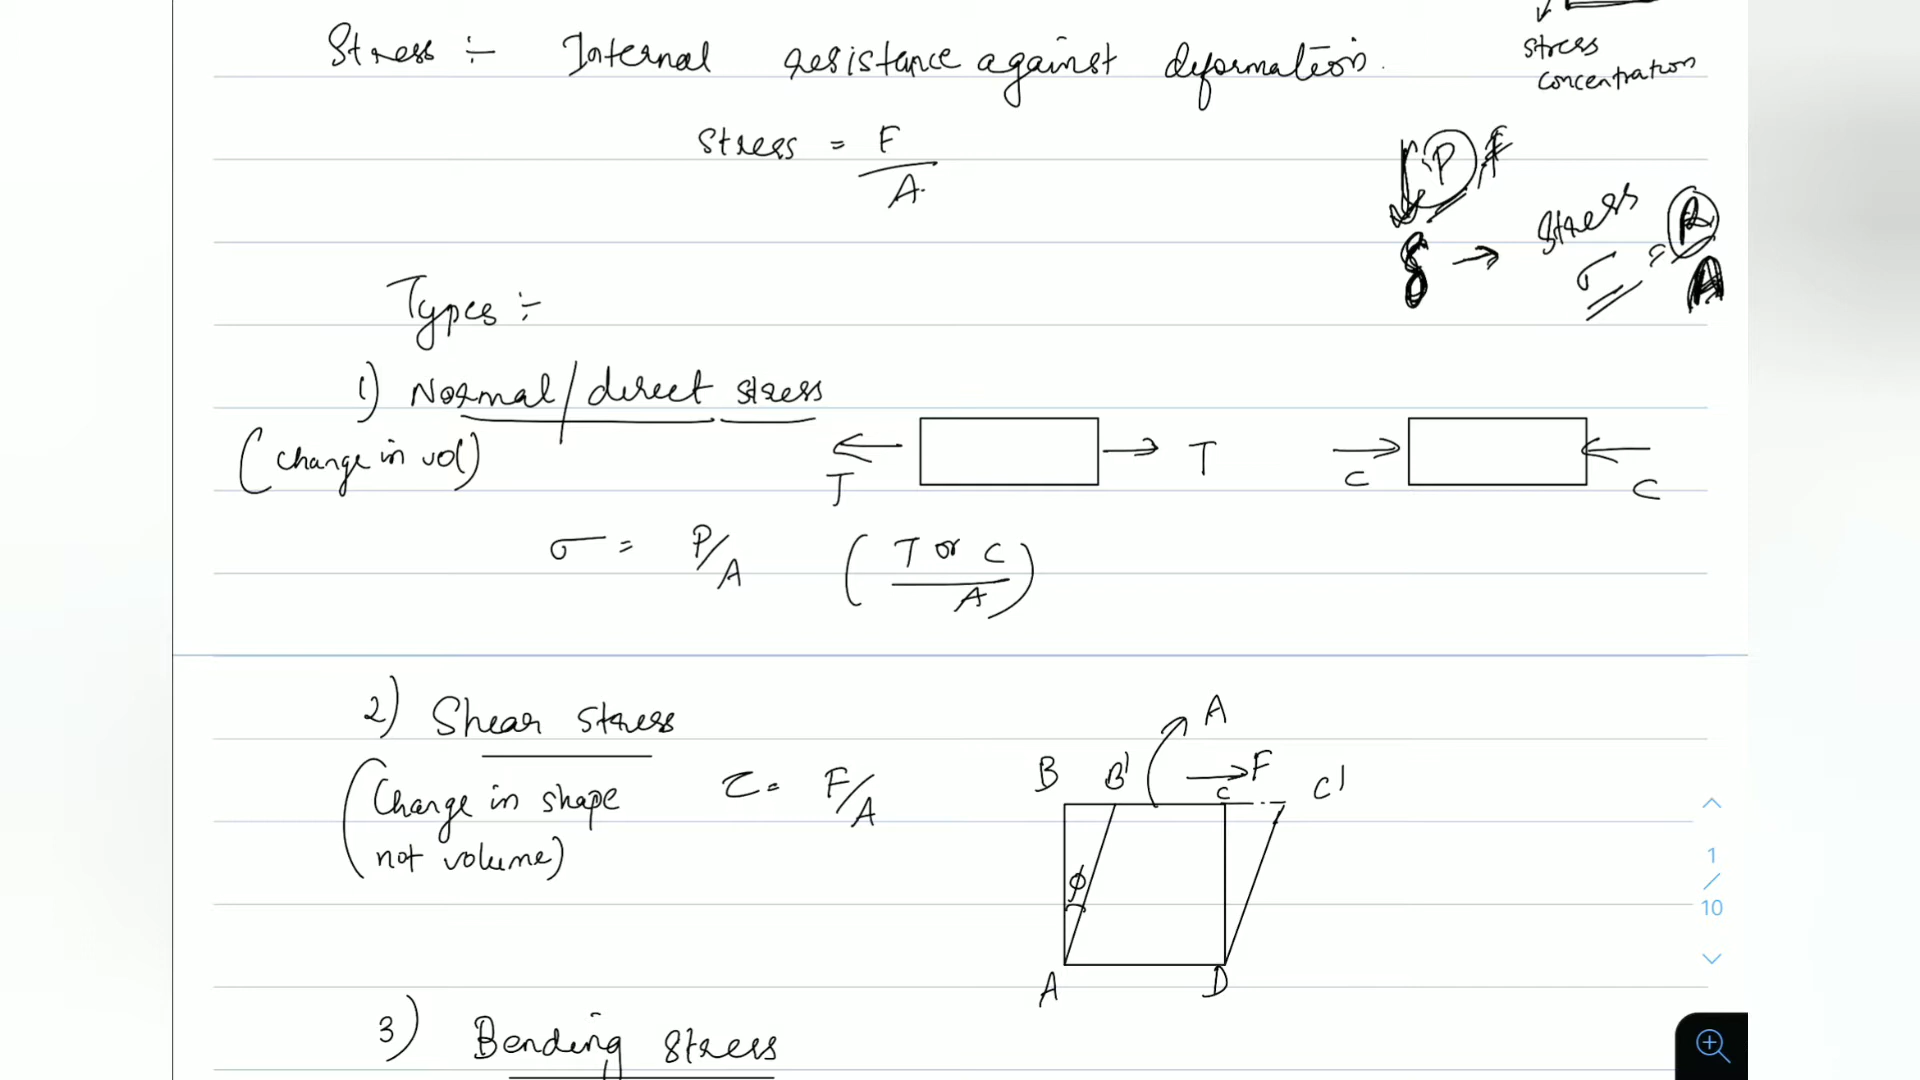 Stress :- Internal resistance against deformation.
stress
concentration
Stress = F
A.
P
Stress
σ =
A
Types :-
1) Normal/direct stress
(change in vol)
T
T
C
C
σ = P/A ( T or C )
A
2) Shear stress
(Change in shape
not volume)
τ = F/A
A
B B' F C'
C
φ
A D
3) Bending stress
1
/
10